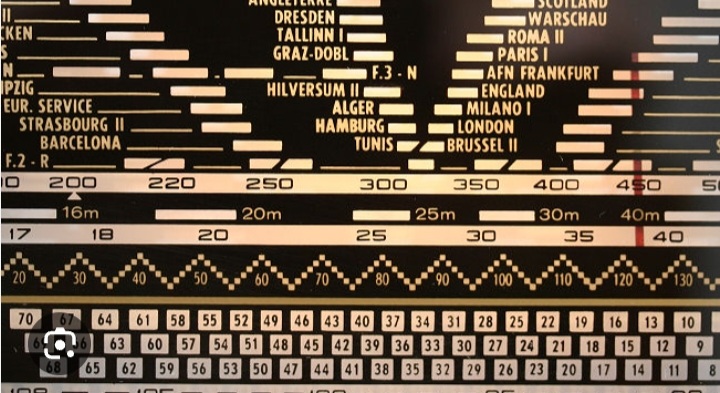 SCOTLAND
DRESDEN WARSCHAU
TALLINN I ROMA II
GRAZ-DOBL PARIS I
F.3 - N AFN FRANKFURT
HILVERSUM II ENGLAND
EUR. SERVICE ALGER MILANO I
STRASBOURG II HAMBURG LONDON
BARCELONA TUNIS BRUSSEL II
F.2 - R
200 220 250 300 350 400 450
16m 20m 25m 30m 40m
17 18 20 25 30 35 40
20 30 40 50 60 70 80 90 100 110 120 130
70 67 64 61 58 55 52 49 46 43 40 37 34 31 28 25 22 19 16 13 10
63 60 57 54 51 48 45 42 39 36 33 30 27 24 21 18 15 12 9
68 65 62 59 56 53 50 47 44 41 38 35 32 29 26 23 20 17 14 11 8